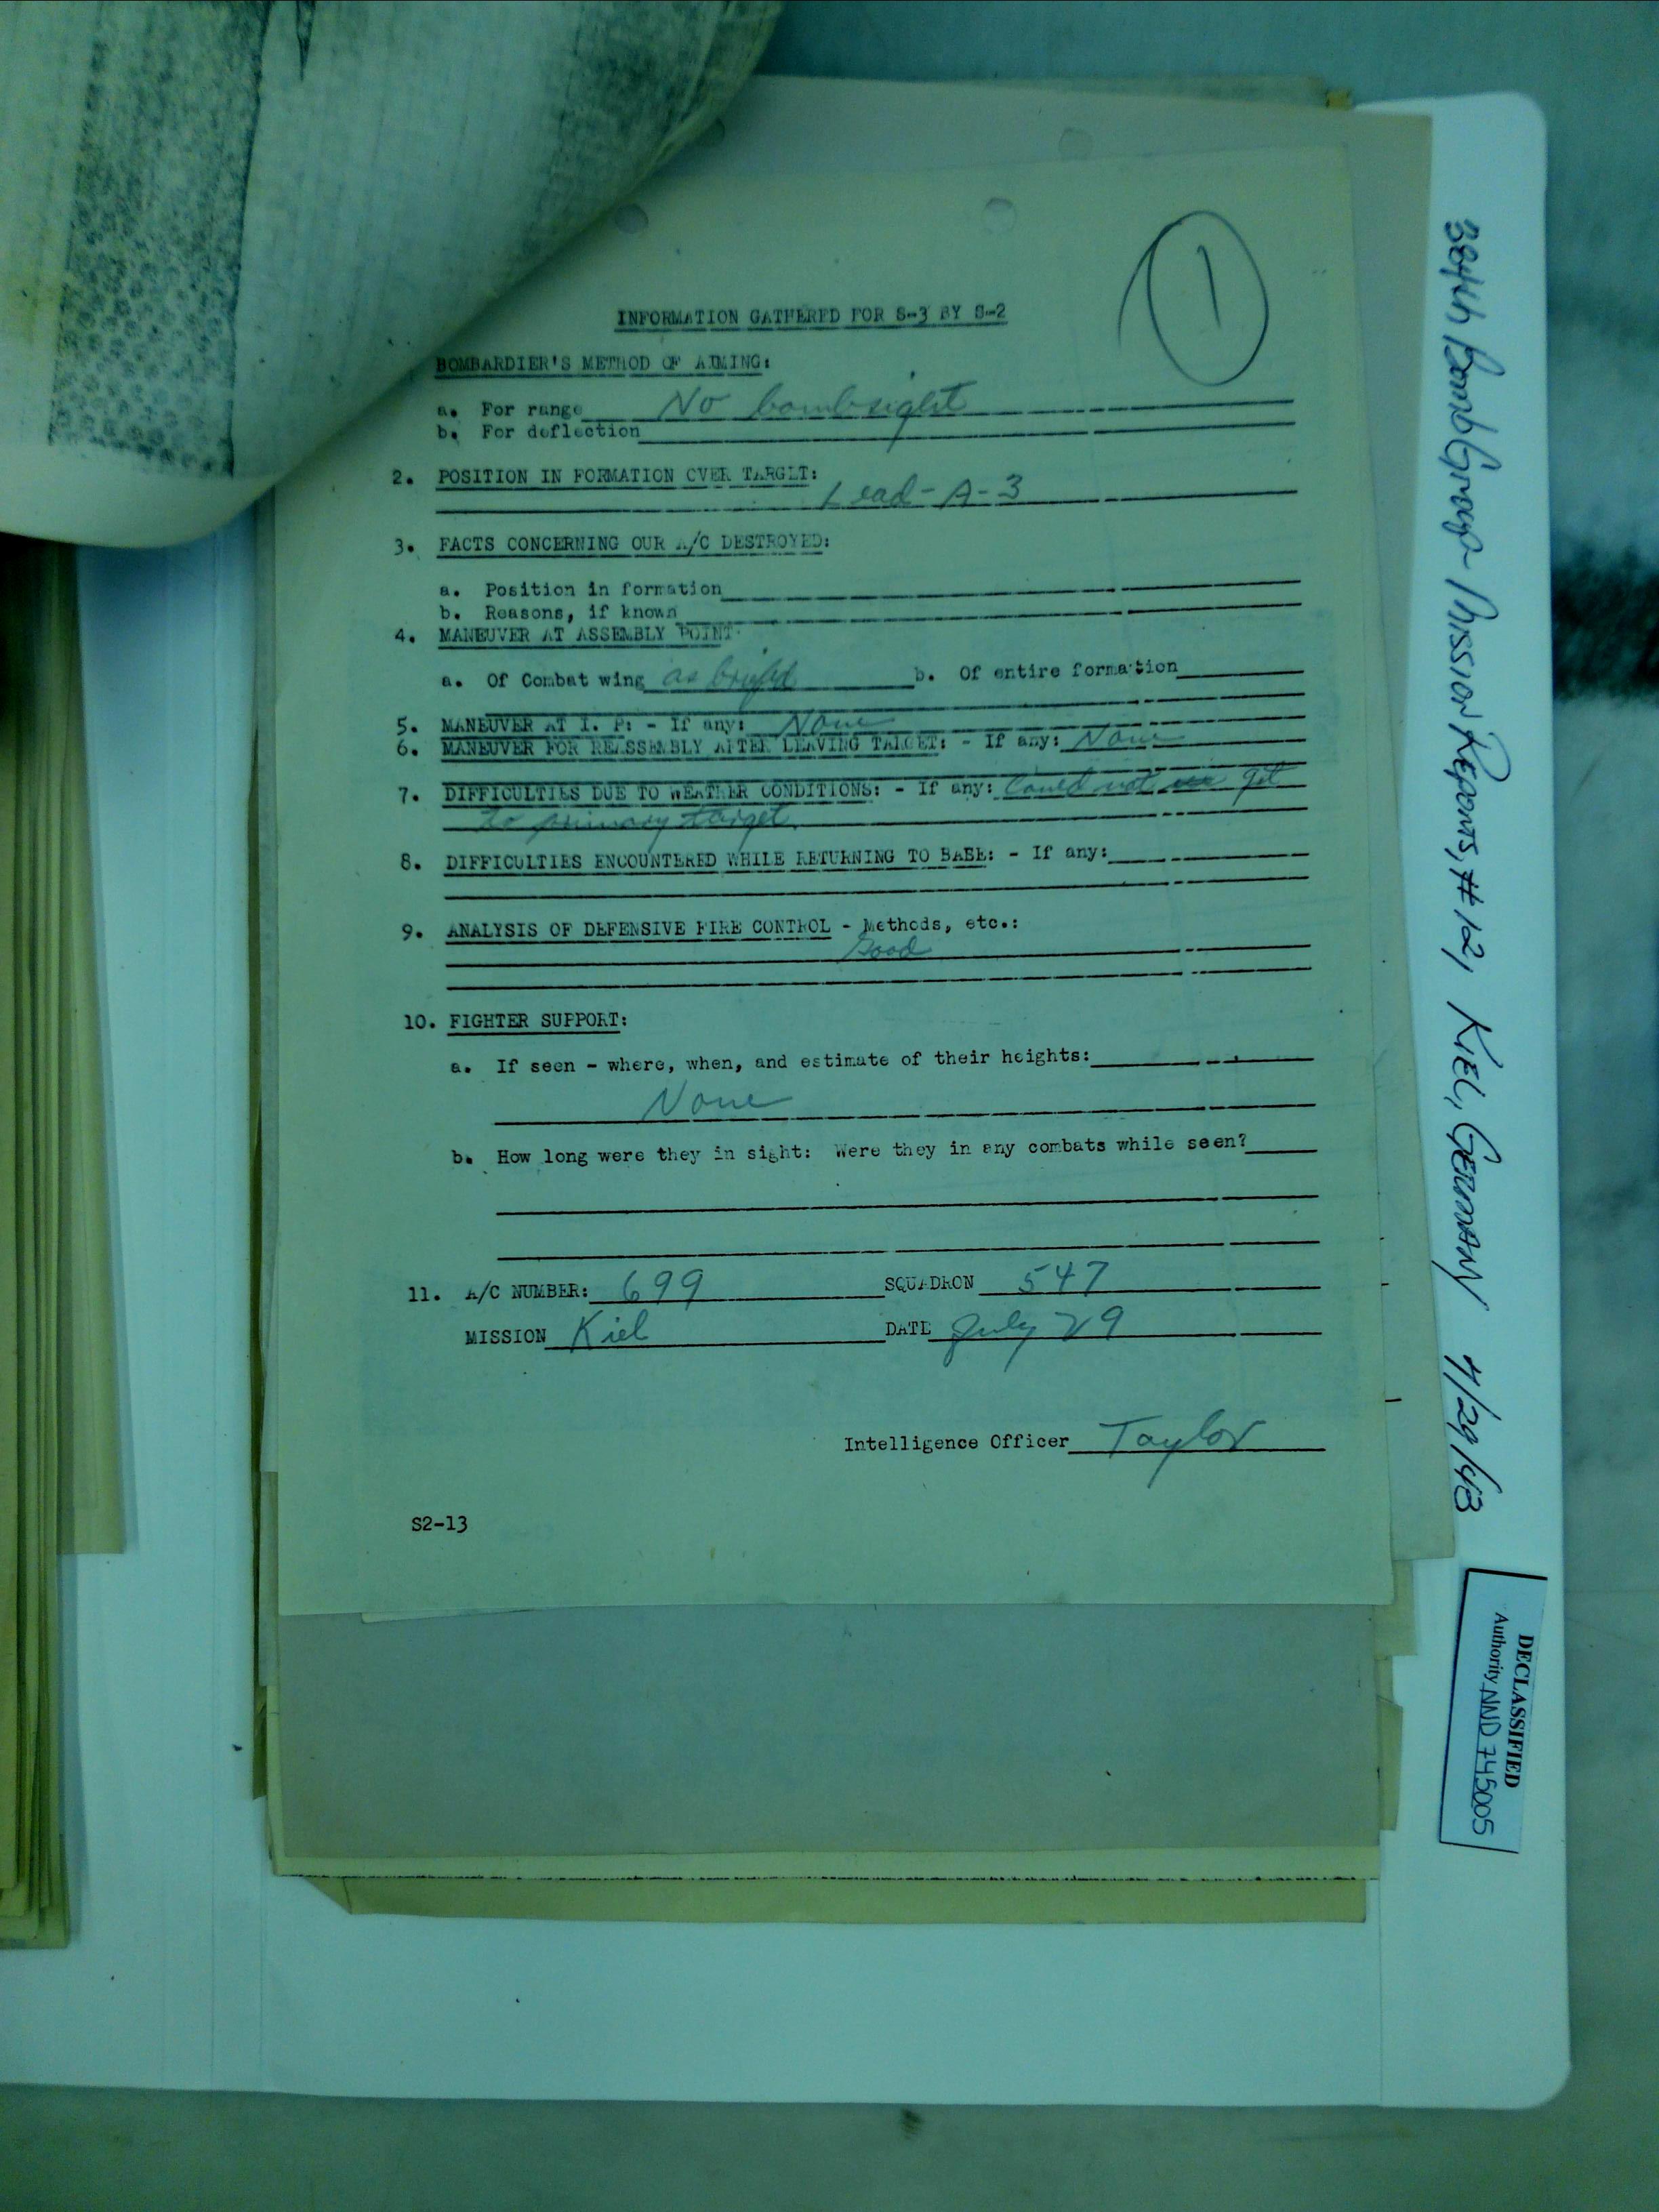 1
INFORMATION GATHERED FOR S-3 BY S-2
BOMBARDIER'S METHOD OF AIMING:
a. For range No bombsight
b. For deflection
2. POSITION IN FORMATION OVER TARGET:
Lead-A-3
3. FACTS CONCERNING OUR A/C DESTROYED:
a. Position in formation
b. Reasons, if known
4. MANEUVER AT ASSEMBLY POINT:
a. Of Combat wing as briefed b. Of entire formation
5. MANEUVER AT I. P: - If any: None
6. MANEUVER FOR REASSEMBLY AFTER LEAVING TARGET: - If any: None
7. DIFFICULTIES DUE TO WEATHER CONDITIONS: - If any: Could not get
to primary target.
8. DIFFICULTIES ENCOUNTERED WHILE RETURNING TO BASE: - If any:
9. ANALYSIS OF DEFENSIVE FIRE CONTROL - Methods, etc.:
Good
10. FIGHTER SUPPORT:
a. If seen - where, when, and estimate of their heights:
None
b. How long were they in sight: Were they in any combats while seen?
11. A/C NUMBER: 699 SQUADRON 547
MISSION Kiel DATE July 29
Intelligence Officer Taylor
S2-13
384th Bomb Group - Mission Reports, #12, KIEL, GERMANY 7/29/43
DECLASSIFIED
Authority NND 745005